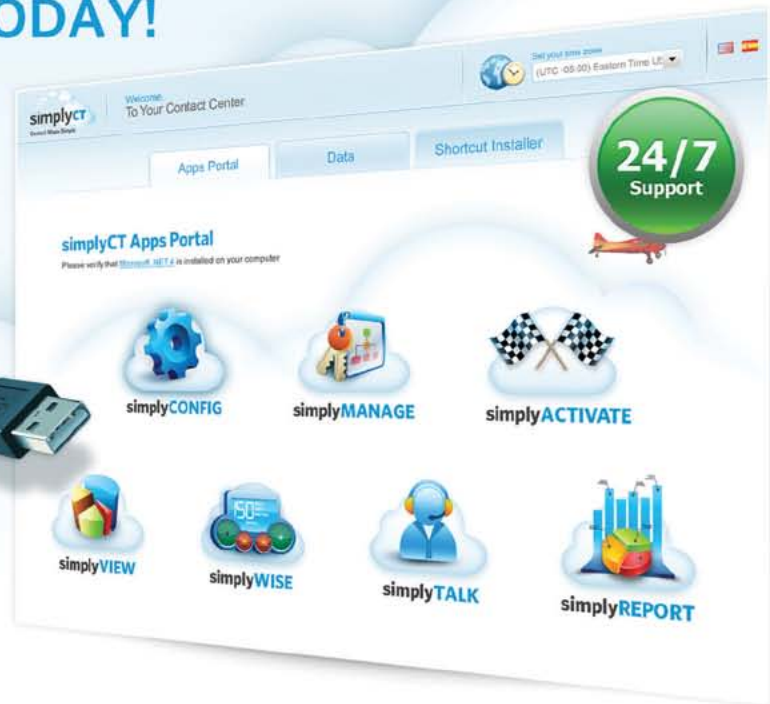 ODAY!
simplyCT
Welcome.
To Your Contact Center
Set your time zone
(UTC -05:00) Eastern Time US
Apps Portal
Data
Shortcut Installer
24/7
Support
simplyCT Apps Portal
Please verify that Microsoft .NET 4 is installed on your computer
simplyCONFIG
simplyMANAGE
simplyACTIVATE
simplyVIEW
simplyWISE
simplyTALK
simplyREPORT